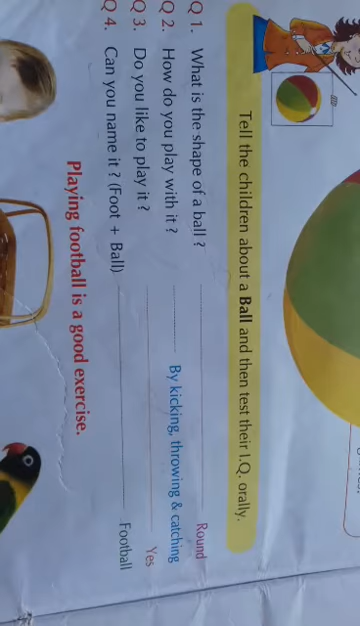 Tell the children about a Ball and then test their I.Q. orally.
Q 1. What is the shape of a ball ? Round
Q 2. How do you play with it ? By kicking, throwing & catching
Q 3. Do you like to play it ? Yes
Q 4. Can you name it ? (Foot + Ball) Football
Playing football is a good exercise.